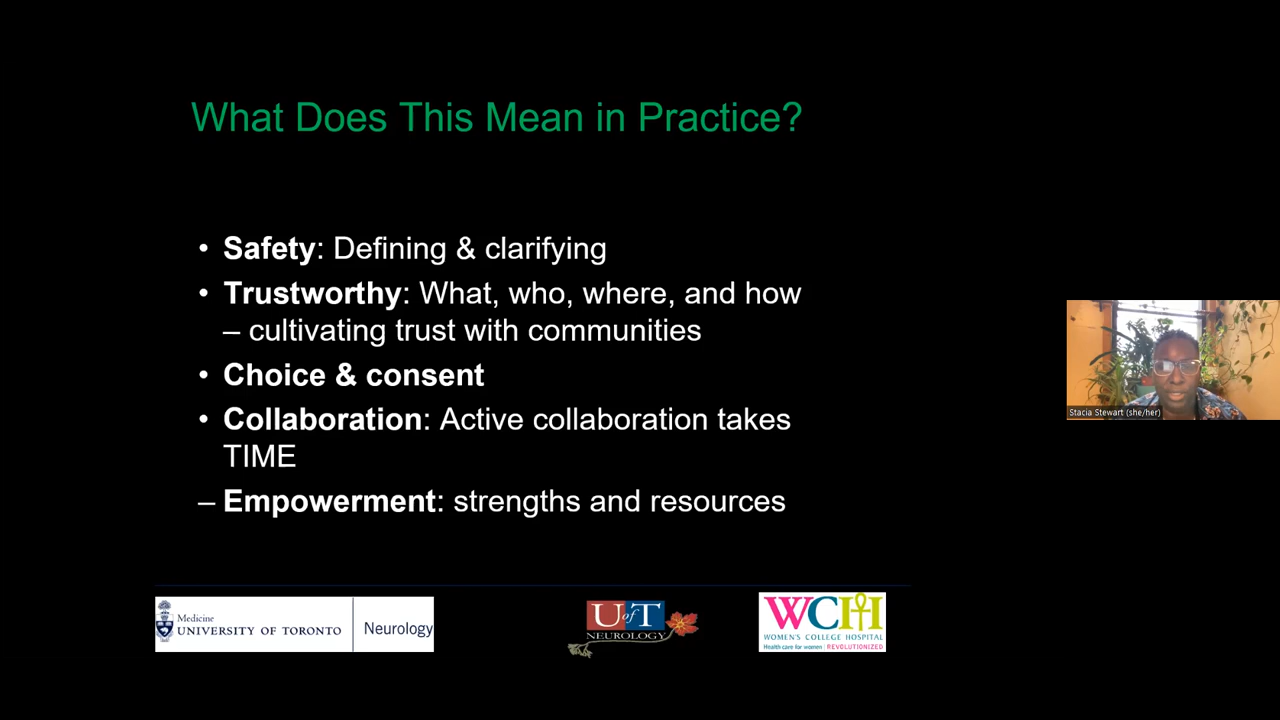 What Does This Mean in Practice?
• Safety: Defining & clarifying
• Trustworthy: What, who, where, and how
– cultivating trust with communities
• Choice & consent
• Collaboration: Active collaboration takes
TIME
– Empowerment: strengths and resources
Stacia Stewart (she/her)
Medicine
UNIVERSITY OF TORONTO
Neurology
U of T
NEUROLOGY
WCH
WOMEN'S COLLEGE HOSPITAL
Health care for women | REVOLUTIONIZED